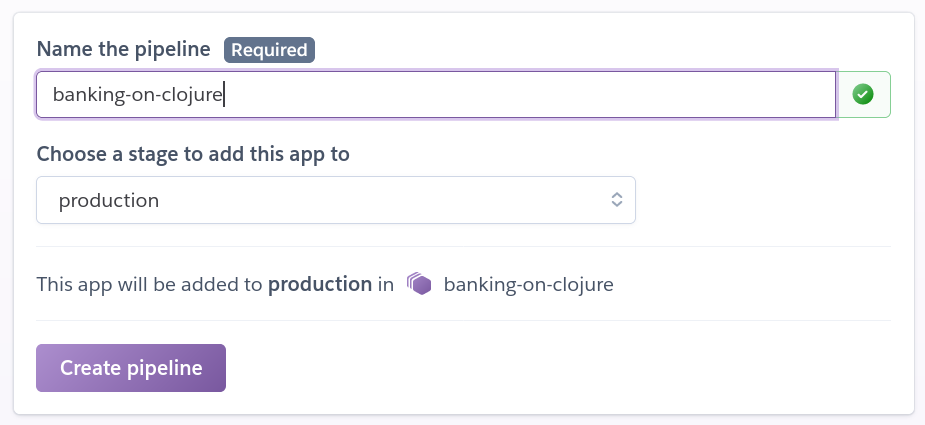 Name the pipeline Required
banking-on-clojure
Choose a stage to add this app to
production
This app will be added to production in banking-on-clojure
Create pipeline